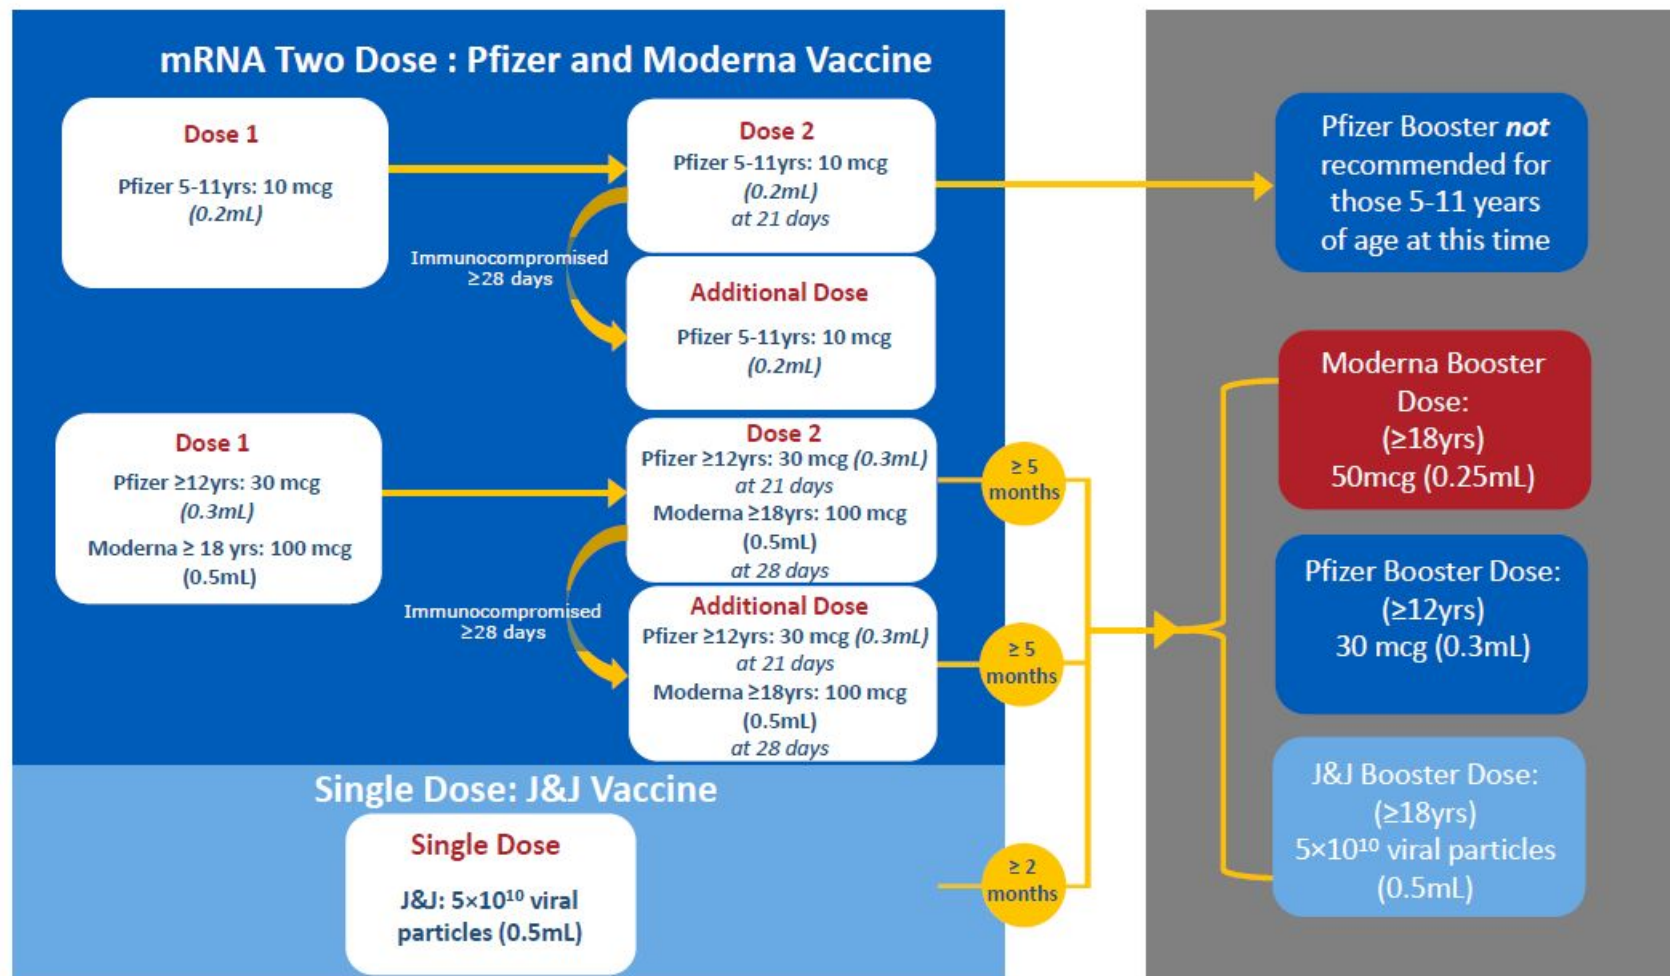 mRNA Two Dose : Pfizer and Moderna Vaccine
Dose 1
Pfizer 5-11yrs: 10 mcg
(0.2mL)
Dose 2
Pfizer 5-11yrs: 10 mcg
(0.2mL)
at 21 days
Immunocompromised
≥28 days
Additional Dose
Pfizer 5-11yrs: 10 mcg
(0.2mL)
Pfizer Booster not
recommended for
those 5-11 years
of age at this time
Dose 1
Pfizer ≥12yrs: 30 mcg
(0.3mL)
Moderna ≥ 18 yrs: 100 mcg
(0.5mL)
Dose 2
Pfizer ≥12yrs: 30 mcg (0.3mL)
at 21 days
Moderna ≥18yrs: 100 mcg
(0.5mL)
at 28 days
≥ 5
months
Immunocompromised
≥28 days
Additional Dose
Pfizer ≥12yrs: 30 mcg (0.3mL)
at 21 days
Moderna ≥18yrs: 100 mcg
(0.5mL)
at 28 days
≥ 5
months
Moderna Booster
Dose:
(≥18yrs)
50mcg (0.25mL)
Pfizer Booster Dose:
(≥12yrs)
30 mcg (0.3mL)
Single Dose: J&J Vaccine
Single Dose
J&J: 5×10¹⁰ viral
particles (0.5mL)
≥ 2
months
J&J Booster Dose:
(≥18yrs)
5×10¹⁰ viral particles
(0.5mL)